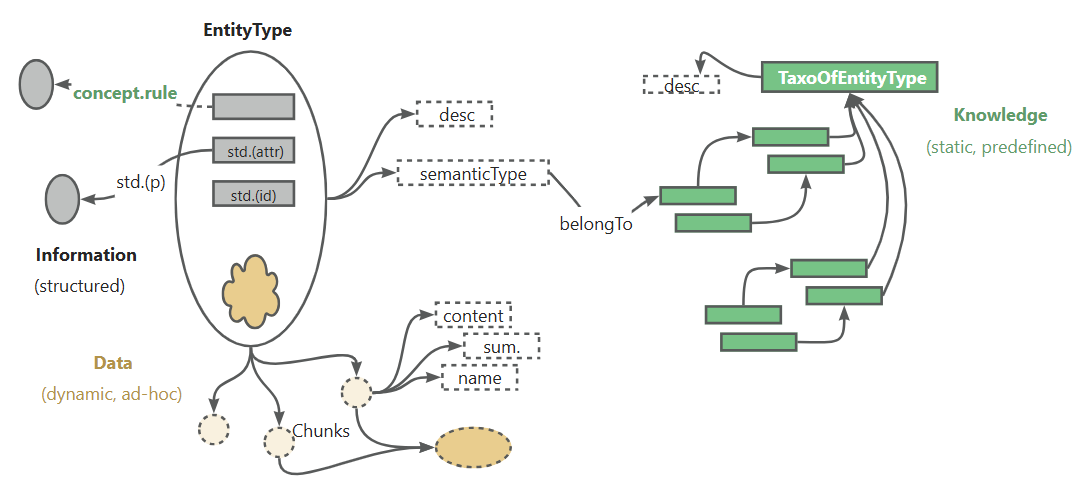 EntityType
concept.rule
std.(attr)
std.(p)
std.(id)
Information
(structured)
desc
semanticType
belongTo
desc
TaxoOfEntityType
Knowledge
(static, predefined)
Data
(dynamic, ad-hoc)
content
sum.
name
Chunks